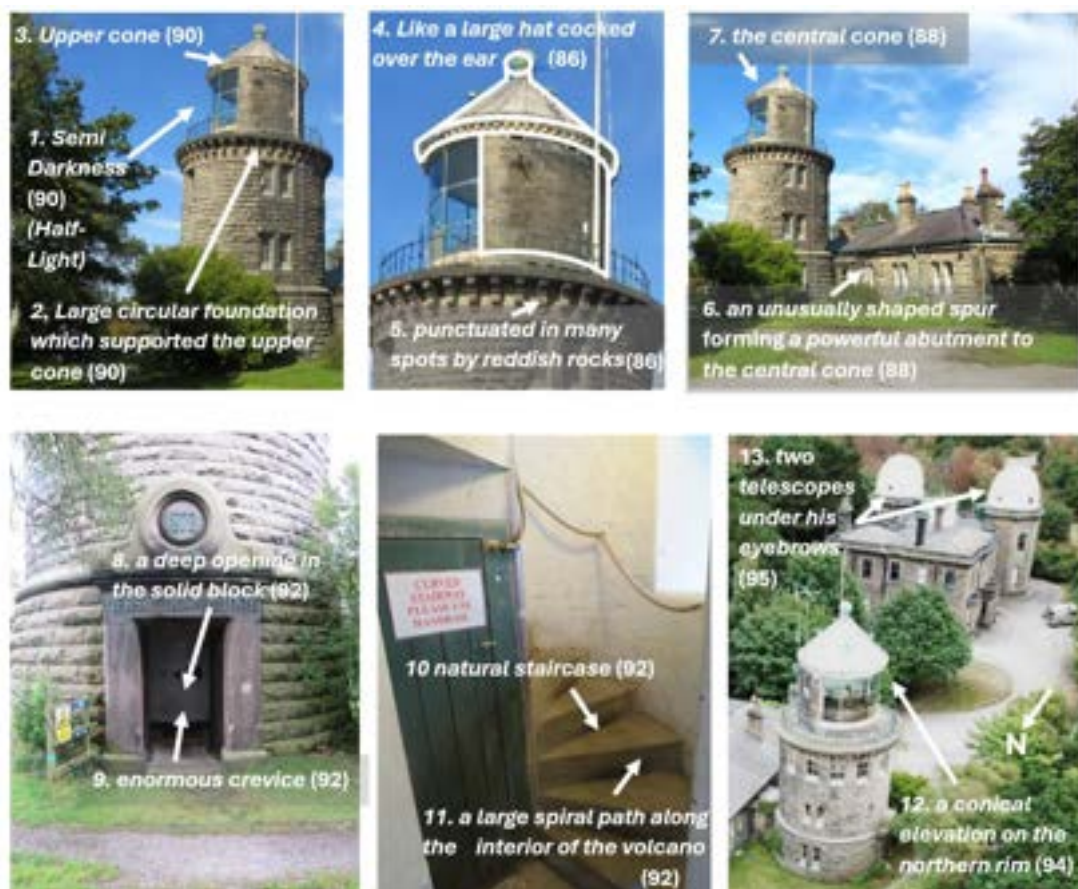 3. Upper cone (90)
1. Semi
Darkness
(90)
(Half-
Light)
2, Large circular foundation
which supported the upper
cone (90)
4. Like a large hat cocked
over the ear (86)
5. punctuated in many
spots by reddish rocks(86)
7. the central cone (88)
6. an unusually shaped spur
forming a powerful abutment to
the central cone (88)
8. a deep opening in
the solid block (92)
9. enormous crevice (92)
CURVED
STAIRWAY
PLEASE USE
HANDRAIL
10 natural staircase (92)
11. a large spiral path along
the interior of the volcano
(92)
13. two
telescopes
under his
eyebrows
(95)
N
12. a conical
elevation on the
northern rim (94)